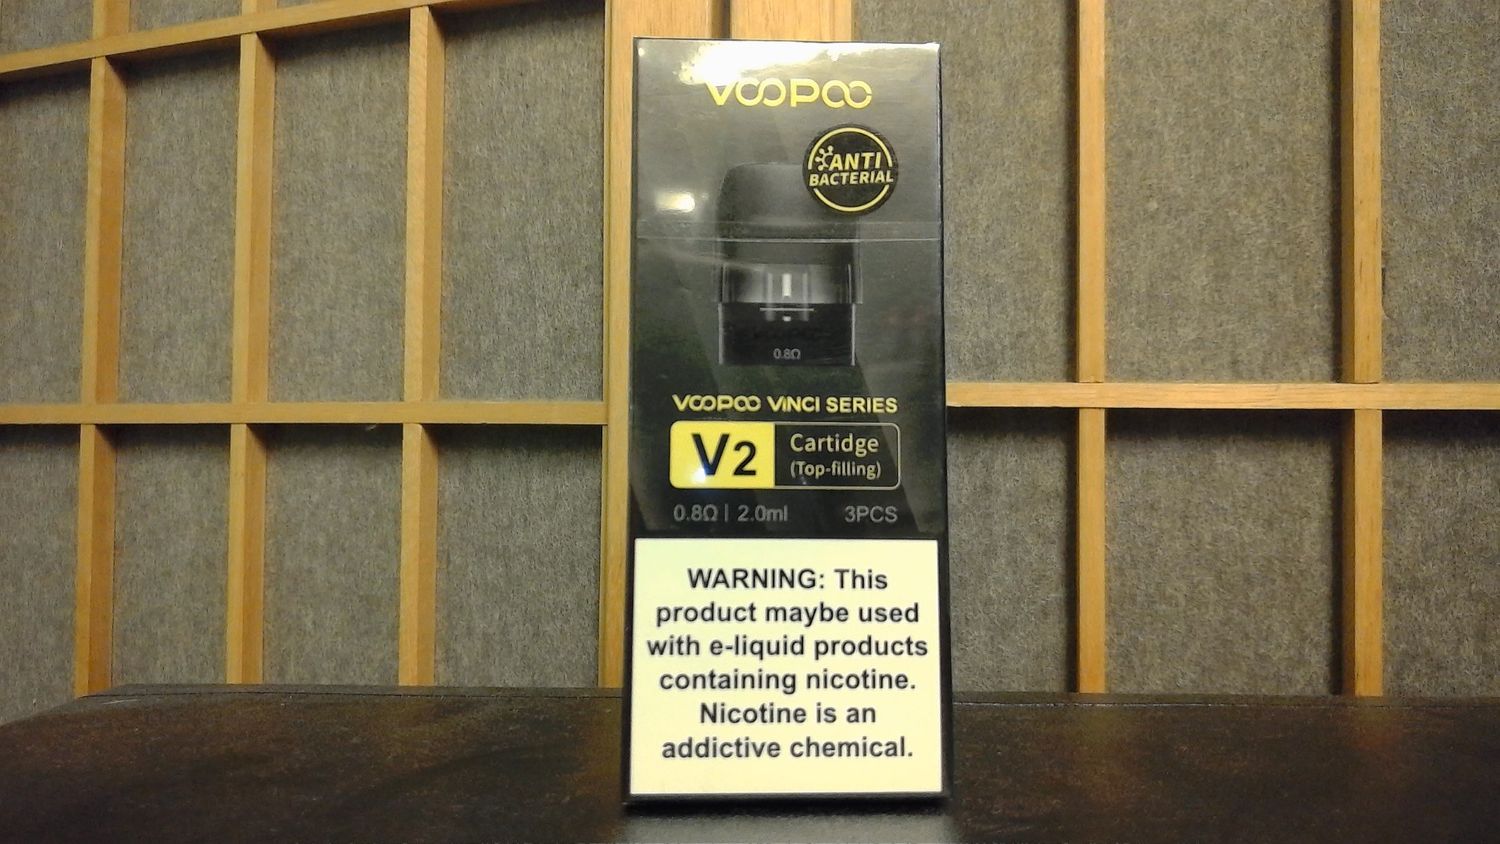 VOOPOO
ANTI
BACTERIAL
0.8Ω
VOOPOO VINCI SERIES
V2
Cartidge
(Top-filling)
0.8Ω | 2.0ml 3PCS
WARNING: This
product maybe used
with e-liquid products
containing nicotine.
Nicotine is an
addictive chemical.